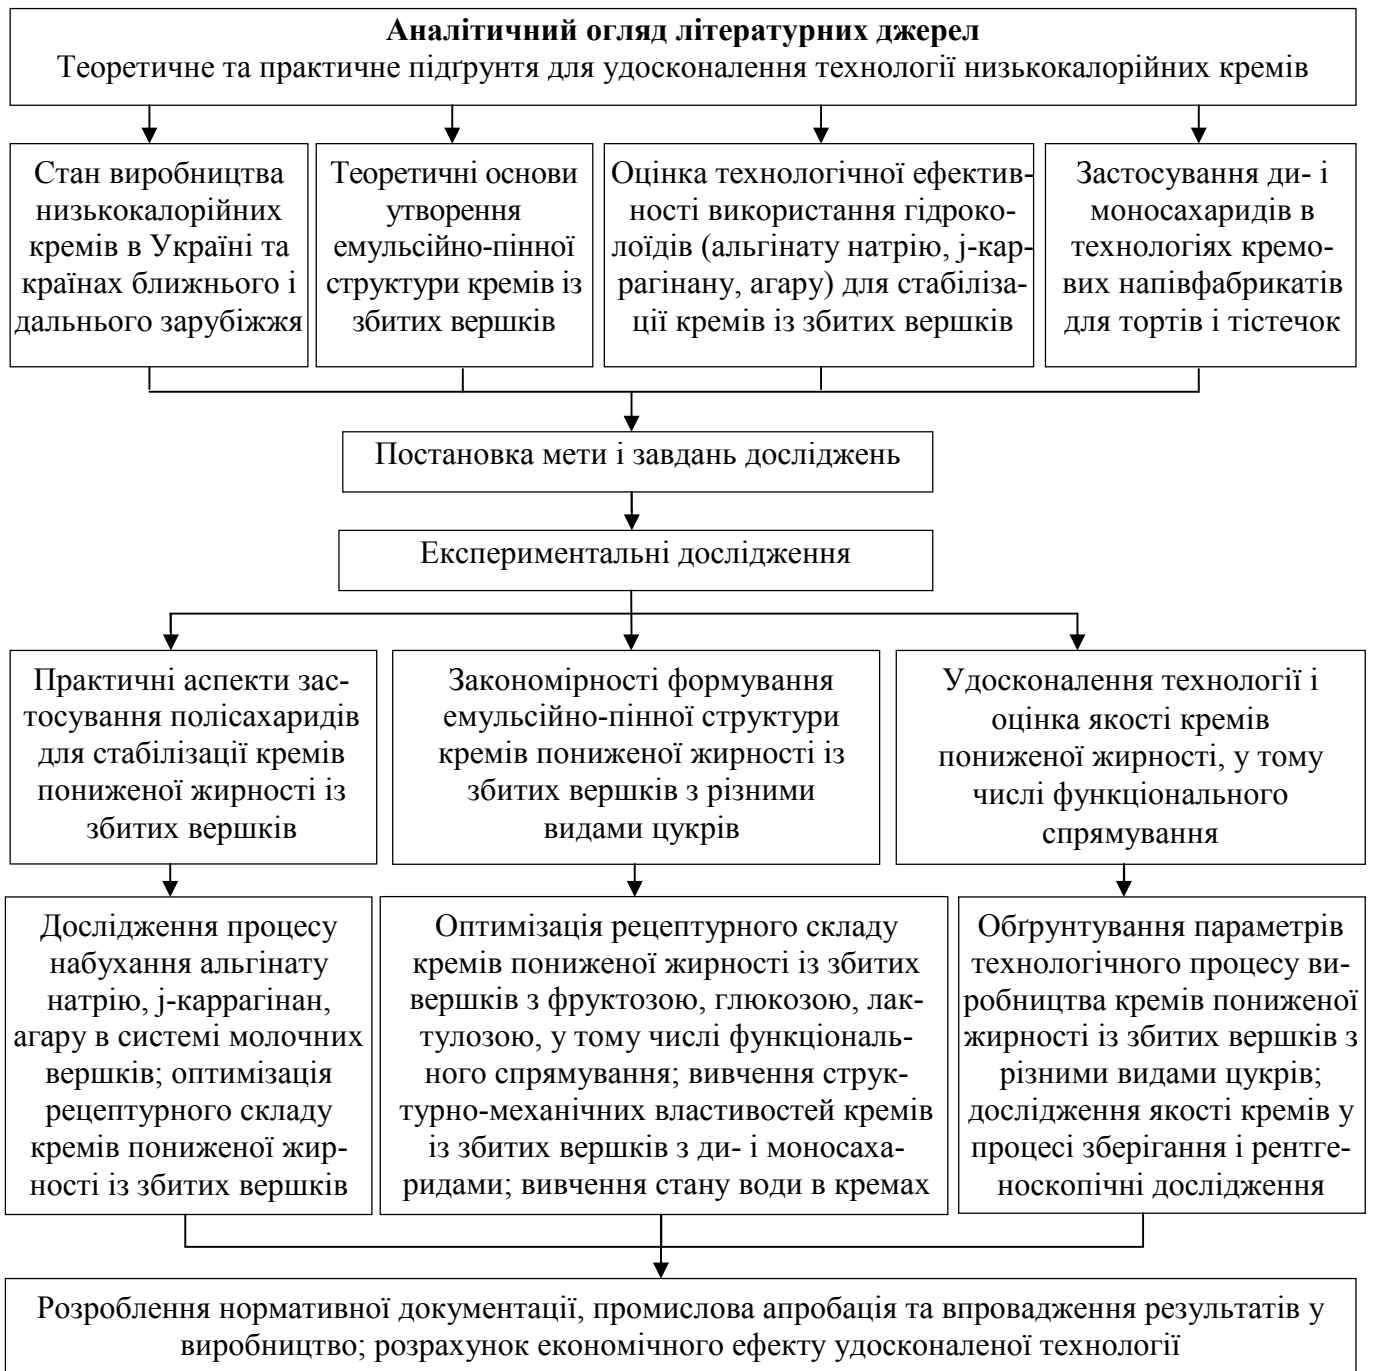 Аналітичний огляд літературних джерел
Теоретичне та практичне підґрунтя для удосконалення технології низькокалорійних кремів
Стан виробництва
низькокалорійних
кремів в Україні та
країнах ближнього і
дальнього зарубіжжя
Теоретичні основи
утворення
емульсійно-пінної
структури кремів із
збитих вершків
Оцінка технологічної ефектив-
ності використання гідроко-
лоїдів (альгінату натрію, j-кар-
рагінану, агару) для стабіліза-
ції кремів із збитих вершків
Застосування ди- і
моносахаридів в
технологіях кремо-
вих напівфабрикатів
для тортів і тістечок
Постановка мети і завдань досліджень
Експериментальні дослідження
Практичні аспекти зас-
тосування полісахаридів
для стабілізації кремів
пониженої жирності із
збитих вершків
Закономірності формування
емульсійно-пінної структури
кремів пониженої жирності із
збитих вершків з різними
видами цукрів
Удосконалення технології і
оцінка якості кремів
пониженої жирності, у тому
числі функціонального
спрямування
Дослідження процесу
набухання альгінату
натрію, j-каррагінан,
агару в системі молочних
вершків; оптимізація
рецептурного складу
кремів пониженої жир-
ності із збитих вершків
Оптимізація рецептурного складу
кремів пониженої жирності із збитих
вершків з фруктозою, глюкозою, лак-
тулозою, у тому числі функціональ-
ного спрямування; вивчення струк-
турно-механічних властивостей кремів
із збитих вершків з ди- і моносаха-
ридами; вивчення стану води в кремах
Обґрунтування параметрів
технологічного процесу ви-
робництва кремів пониженої
жирності із збитих вершків з
різними видами цукрів;
дослідження якості кремів у
процесі зберігання і рентге-
носкопічні дослідження
Розроблення нормативної документації, промислова апробація та впровадження результатів у
виробництво; розрахунок економічного ефекту удосконаленої технології